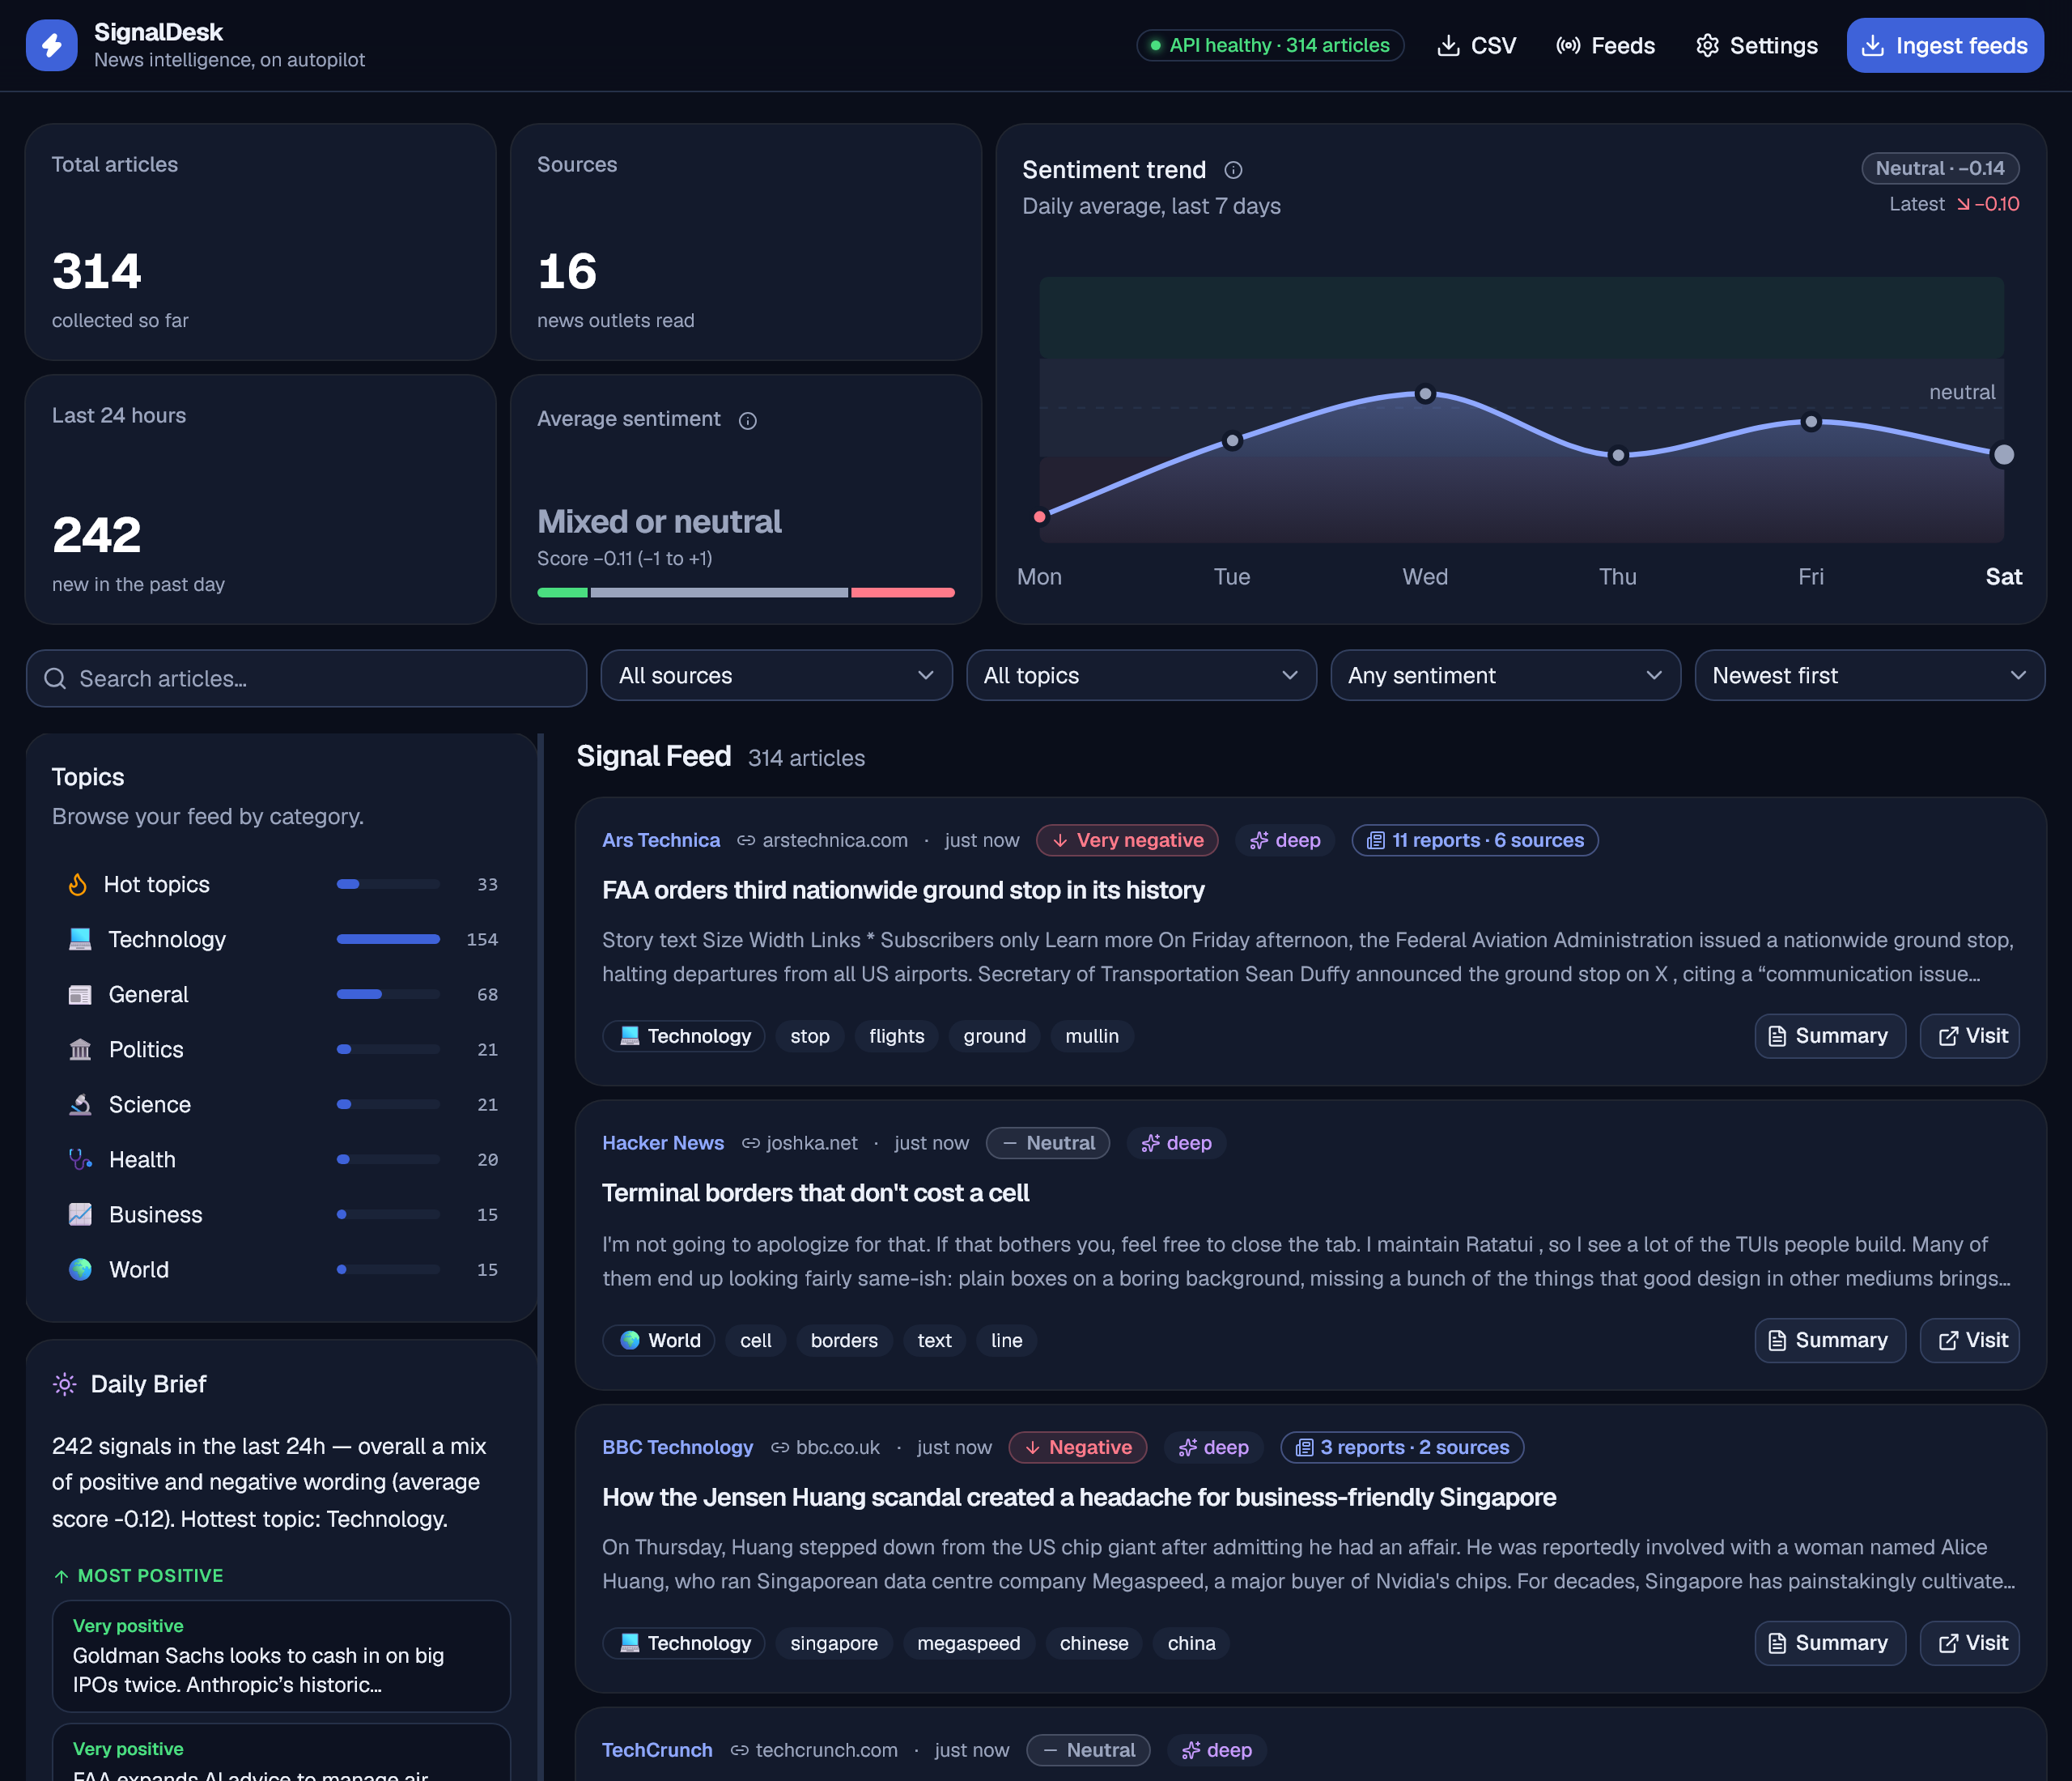 SignalDesk
News intelligence, on autopilot
API healthy · 314 articles
CSV
Feeds
Settings
Ingest feeds
Total articles
314
collected so far
Sources
16
news outlets read
Last 24 hours
242
new in the past day
Average sentiment
Mixed or neutral
Score −0.11 (−1 to +1)
Sentiment trend
Daily average, last 7 days
Neutral · −0.14
Latest −0.10
neutral
Mon Tue Wed Thu Fri Sat
Search articles...
All sources
All topics
Any sentiment
Newest first
Topics
Browse your feed by category.
Hot topics 33
Technology 154
General 68
Politics 21
Science 21
Health 20
Business 15
World 15
Daily Brief
242 signals in the last 24h — overall a mix
of positive and negative wording (average
score -0.12). Hottest topic: Technology.
MOST POSITIVE
Very positive
Goldman Sachs looks to cash in on big
IPOs twice. Anthropic’s historic...
Very positive
FAA expands AI advice to manage air
Signal Feed 314 articles
Ars Technica arstechnica.com · just now Very negative deep 11 reports · 6 sources
FAA orders third nationwide ground stop in its history
Story text Size Width Links * Subscribers only Learn more On Friday afternoon, the Federal Aviation Administration issued a nationwide ground stop,
halting departures from all US airports. Secretary of Transportation Sean Duffy announced the ground stop on X , citing a “communication issue...
Technology stop flights ground mullin
Summary Visit
Hacker News joshka.net · just now Neutral deep
Terminal borders that don't cost a cell
I'm not going to apologize for that. If that bothers you, feel free to close the tab. I maintain Ratatui , so I see a lot of the TUIs people build. Many of
them end up looking fairly same-ish: plain boxes on a boring background, missing a bunch of the things that good design in other mediums brings...
World cell borders text line
Summary Visit
BBC Technology bbc.co.uk · just now Negative deep 3 reports · 2 sources
How the Jensen Huang scandal created a headache for business-friendly Singapore
On Thursday, Huang stepped down from the US chip giant after admitting he had an affair. He was reportedly involved with a woman named Alice
Huang, who ran Singaporean data centre company Megaspeed, a major buyer of Nvidia's chips. For decades, Singapore has painstakingly cultivate...
Technology singapore megaspeed chinese china
Summary Visit
TechCrunch techcrunch.com · just now Neutral deep